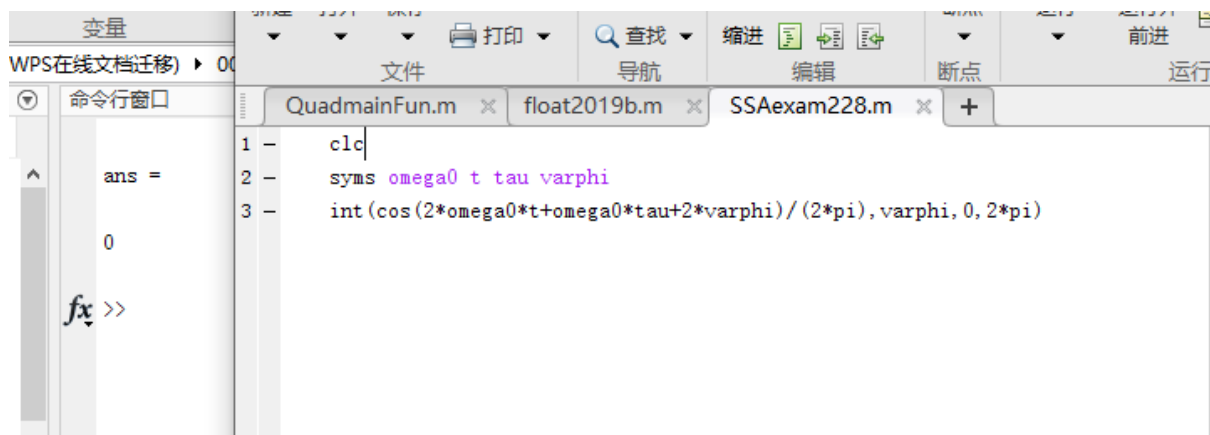 变量
打印 查找 缩进 前进
文件 导航 编辑 断点 运行
WPS在线文档迁移) 00
命令行窗口
QuadmainFun.m × float2019b.m × SSAexam228.m × +
1 – clc
2 – syms omega0 t tau varphi
3 – int(cos(2*omega0*t+omega0*tau+2*varphi)/(2*pi),varphi,0,2*pi)
ans =
0
fx >>